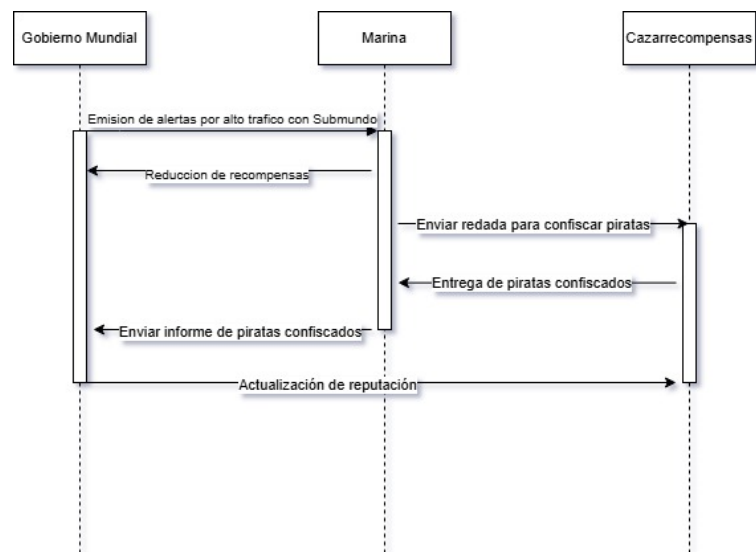 Gobierno Mundial
Marina
Cazarrecompensas
Emision de alertas por alto trafico con Submundo
Reduccion de recompensas
Enviar redada para confiscar piratas
Entrega de piratas confiscados
Enviar informe de piratas confiscados
Actualización de reputación